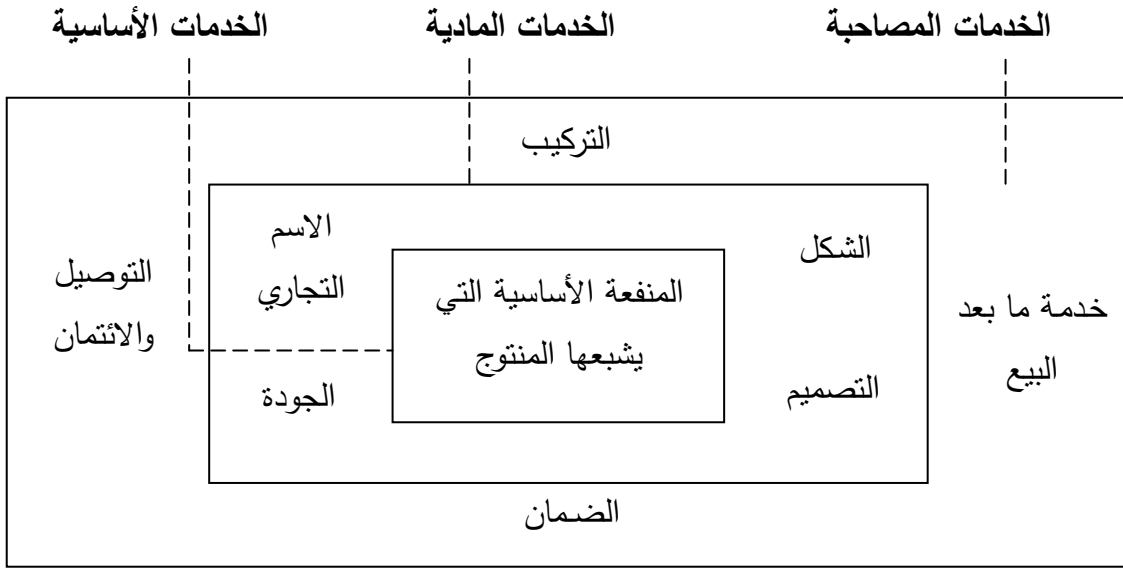 الخدمات المصاحبة
الخدمات المادية
الخدمات الأساسية
التركيب
الشكل
التصميم
الاسم
التجاري
الجودة
المنفعة الأساسية التي
يشبعها المنتوج
خدمة ما بعد
البيع
التوصيل
والائتمان
الضمان